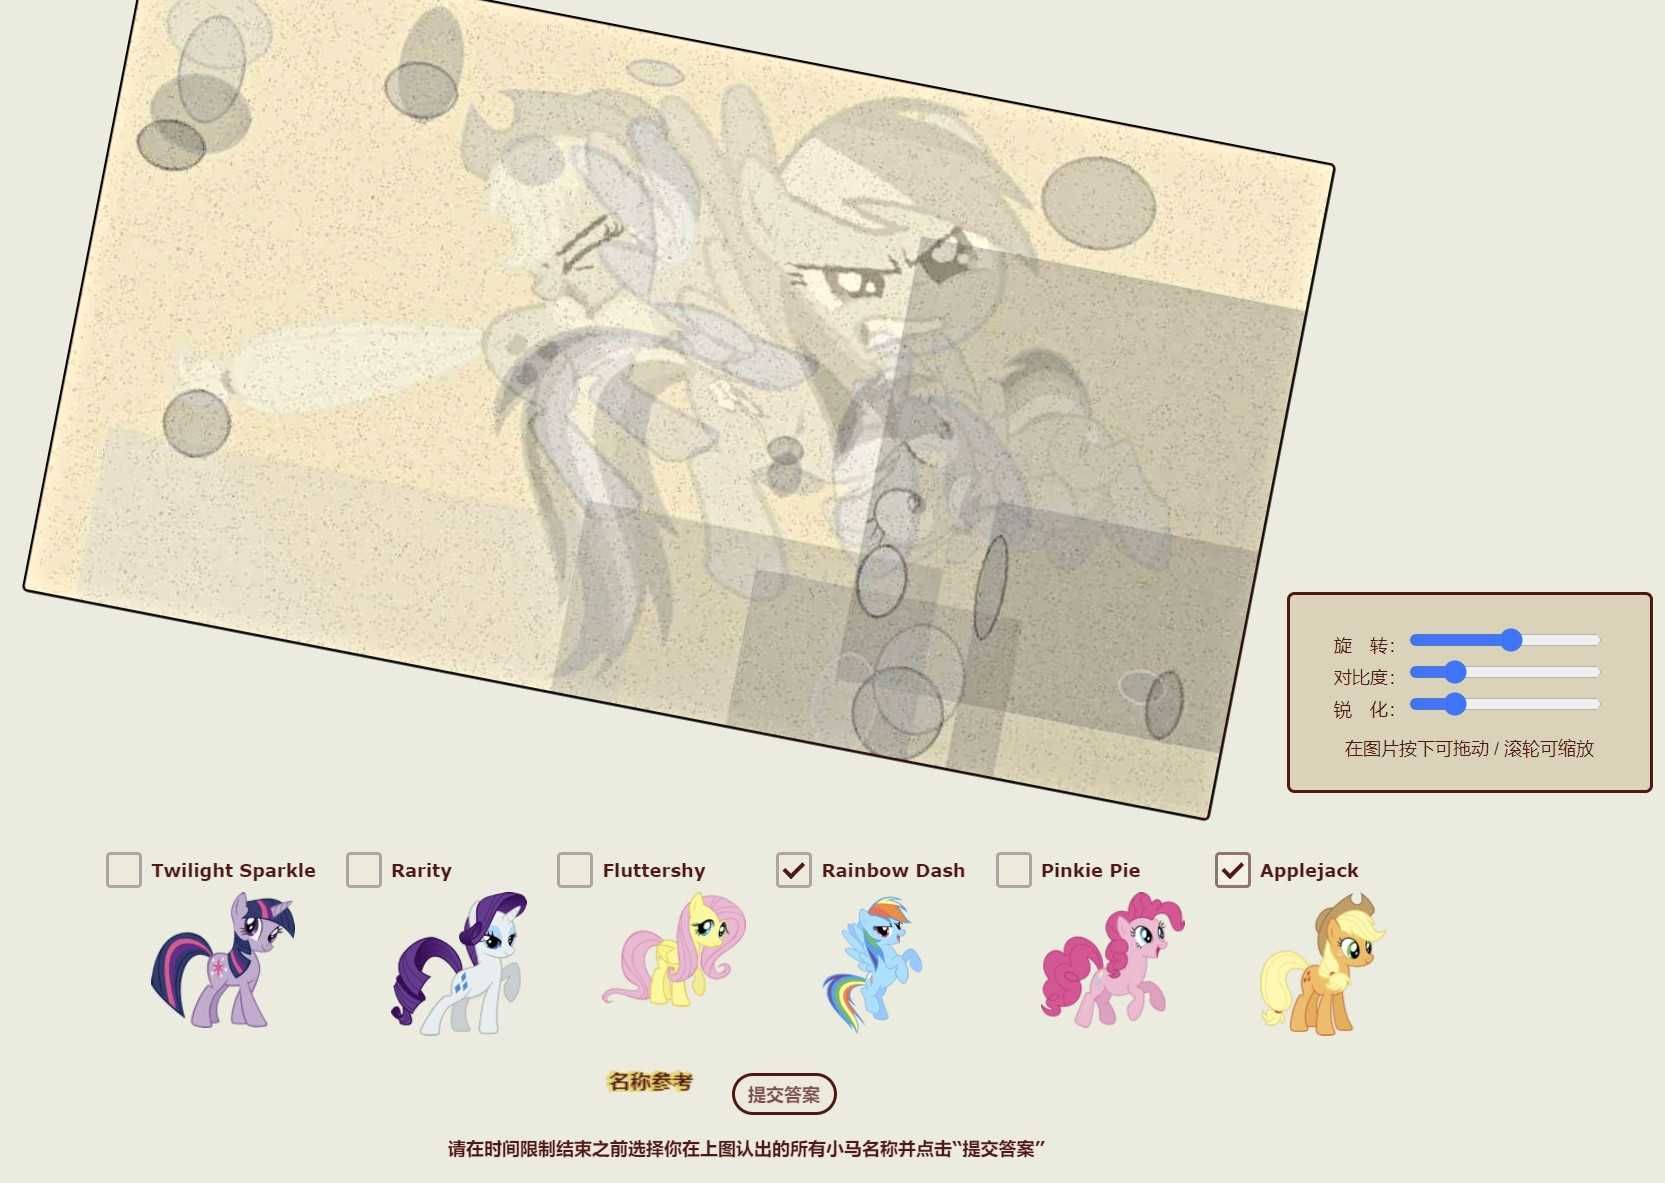 旋 转：
对比度：
锐 化：
在图片按下可拖动 / 滚轮可缩放
Twilight Sparkle Rarity Fluttershy Rainbow Dash Pinkie Pie Applejack
名称参考 提交答案
请在时间限制结束之前选择你在上图认出的所有小马名称并点击“提交答案”